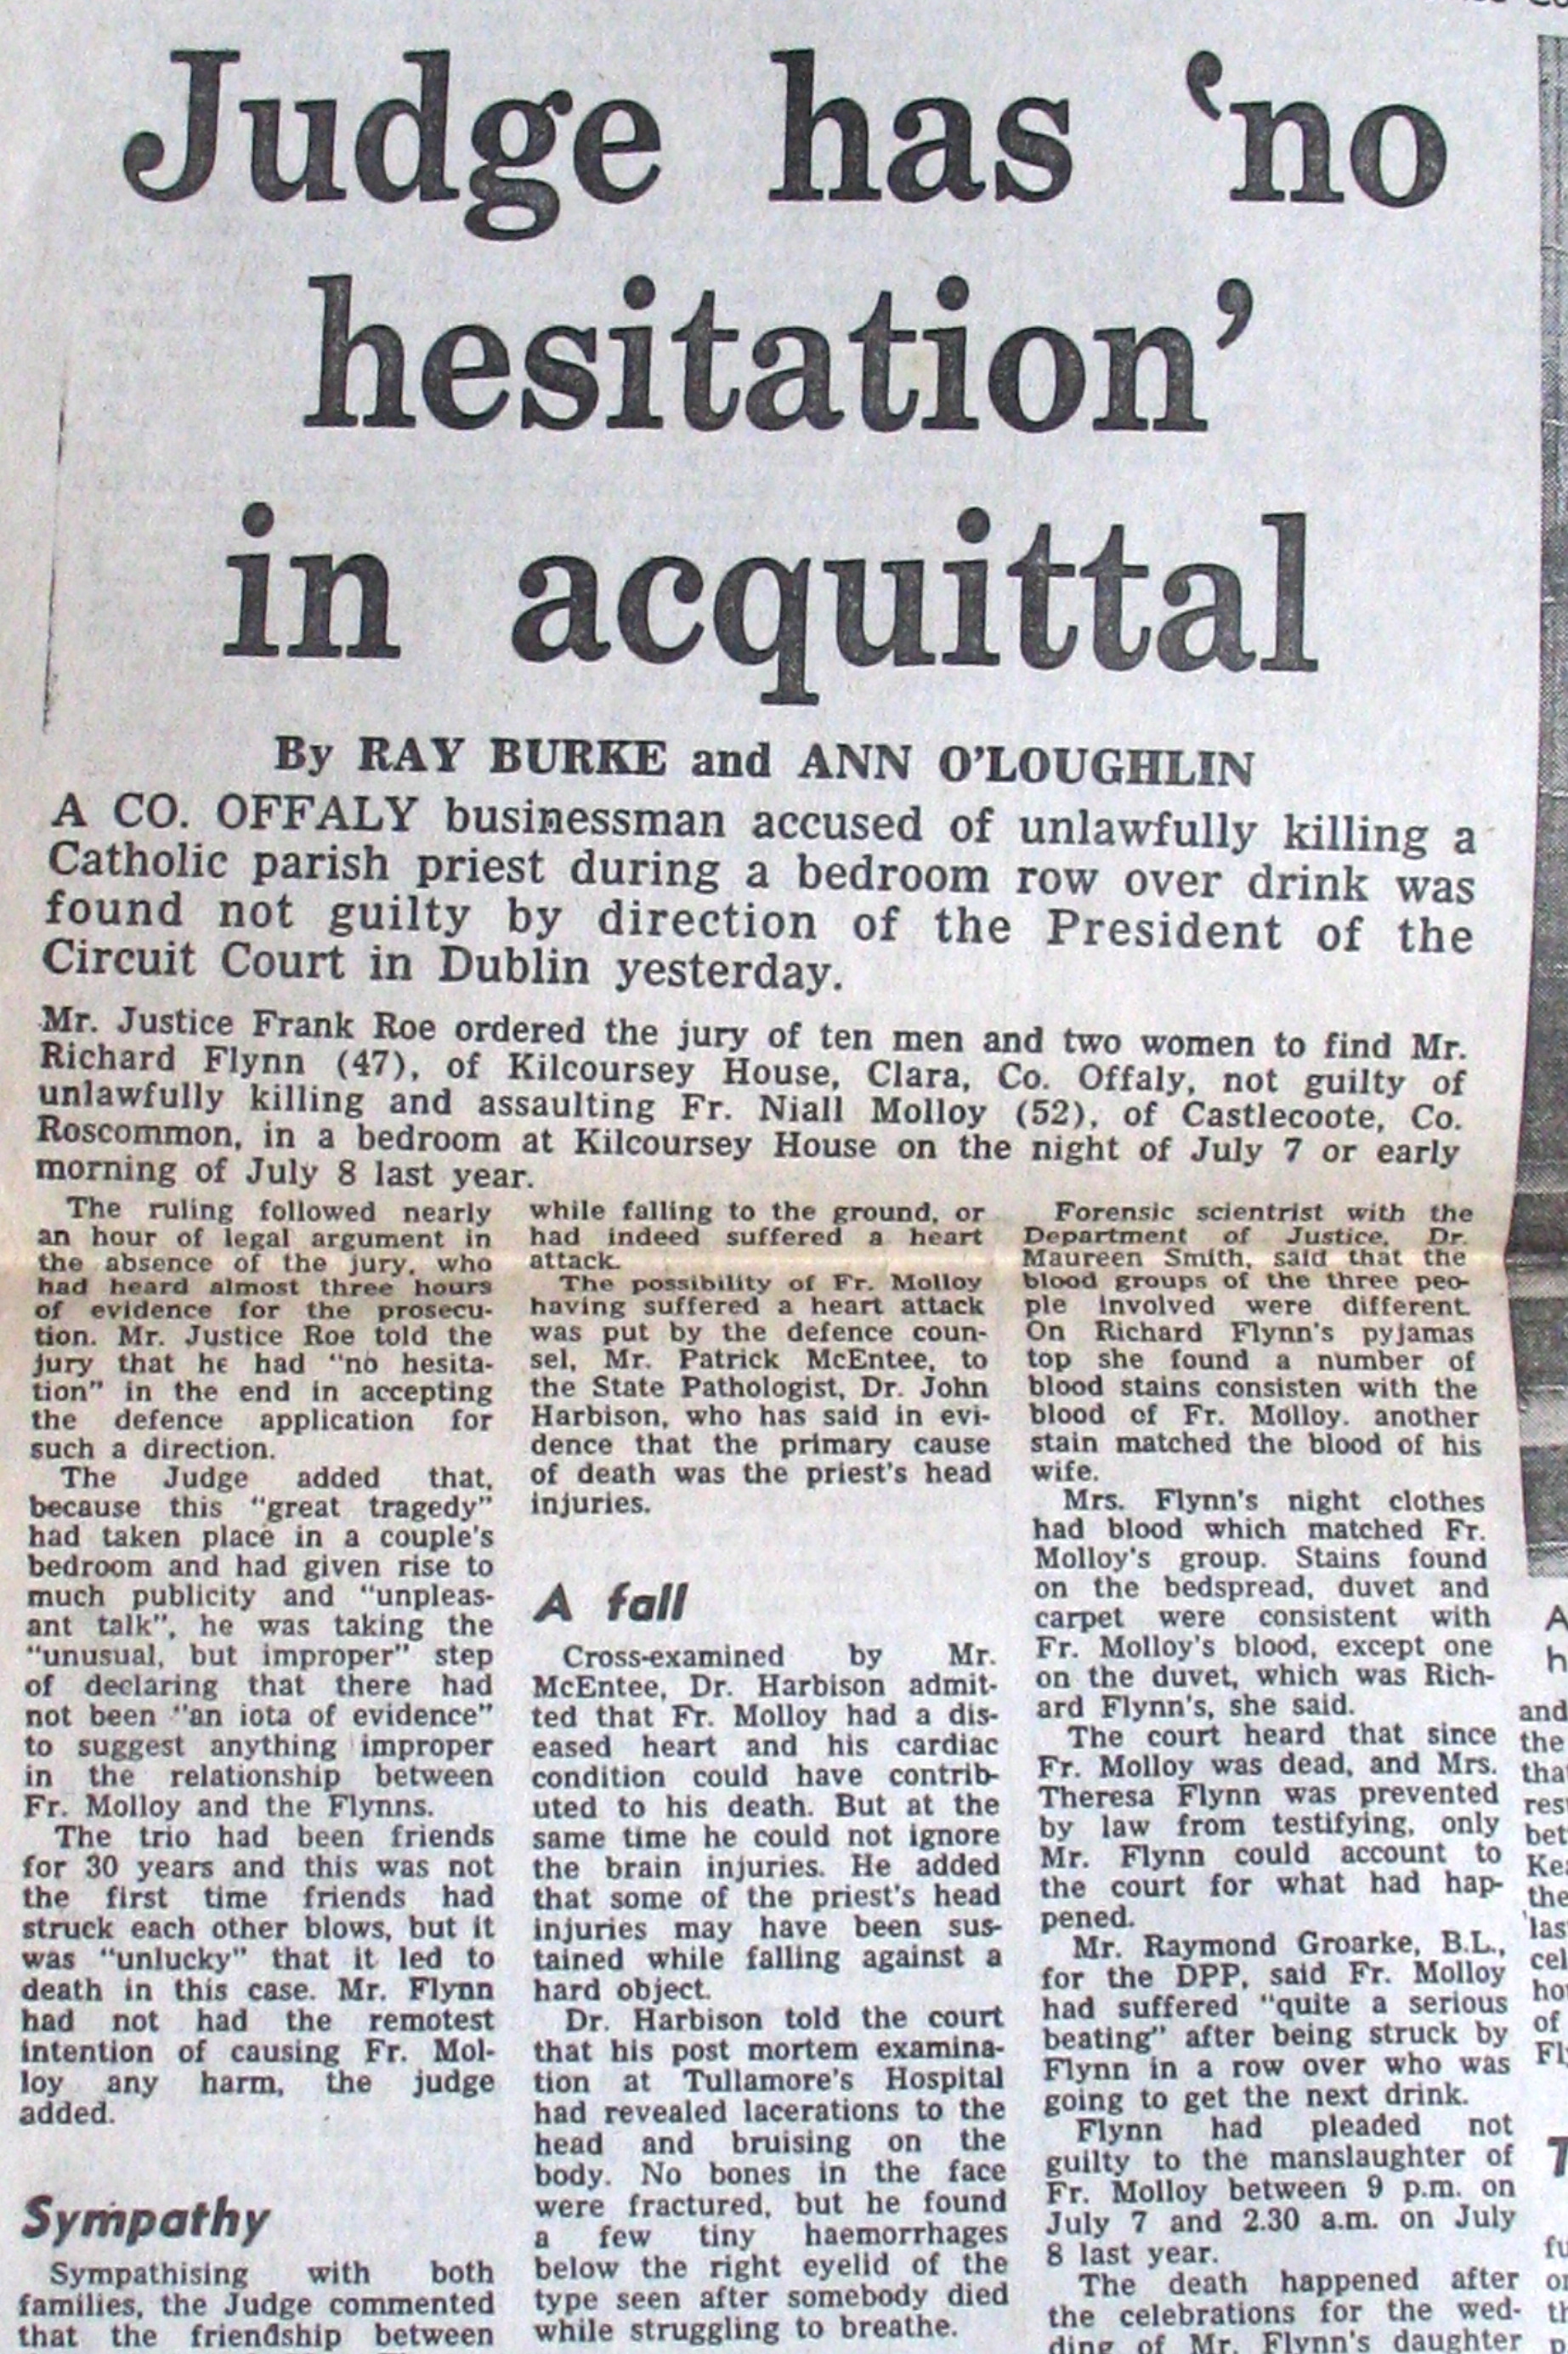 Judge has ‘no
hesitation’
in acquittal
By RAY BURKE and ANN O'LOUGHLIN
A CO. OFFALY businessman accused of unlawfully killing a
Catholic parish priest during a bedroom row over drink was
found not guilty by direction of the President of the
Circuit Court in Dublin yesterday.
Mr. Justice Frank Roe ordered the jury of ten men and two women to find Mr.
Richard Flynn (47), of Kilcoursey House, Clara, Co. Offaly, not guilty of
unlawfully killing and assaulting Fr. Niall Molloy (52), of Castlecoote, Co.
Roscommon, in a bedroom at Kilcoursey House on the night of July 7 or early
morning of July 8 last year.
The ruling followed nearly
an hour of legal argument in
the absence of the jury, who
had heard almost three hours
of evidence for the prosecu-
tion. Mr. Justice Roe told the
jury that he had "no hesita-
tion" in the end in accepting
the defence application for
such a direction.
The Judge added that,
because this "great tragedy"
had taken place in a couple's
bedroom and had given rise to
much publicity and "unpleas-
ant talk", he was taking the
"unusual, but improper" step
of declaring that there had
not been "an iota of evidence"
to suggest anything improper
in the relationship between
Fr. Molloy and the Flynns.
The trio had been friends
for 30 years and this was not
the first time friends had
struck each other blows, but it
was "unlucky" that it led to
death in this case. Mr. Flynn
had not had the remotest
intention of causing Fr. Mol-
loy any harm, the judge
added.
Sympathy
Sympathising with both
families, the Judge commented
that the friendship between
while falling to the ground, or
had indeed suffered a heart
attack.
The possibility of Fr. Molloy
having suffered a heart attack
was put by the defence coun-
sel, Mr. Patrick McEntee, to
the State Pathologist, Dr. John
Harbison, who has said in evi-
dence that the primary cause
of death was the priest's head
injuries.
A fall
Cross-examined by Mr.
McEntee, Dr. Harbison admit-
ted that Fr. Molloy had a dis-
eased heart and his cardiac
condition could have contrib-
uted to his death. But at the
same time he could not ignore
the brain injuries. He added
that some of the priest's head
injuries may have been sus-
tained while falling against a
hard object.
Dr. Harbison told the court
that his post mortem examina-
tion at Tullamore's Hospital
had revealed lacerations to the
head and bruising on the
body. No bones in the face
were fractured, but he found
a few tiny haemorrhages
below the right eyelid of the
type seen after somebody died
while struggling to breathe.
Forensic scientist with the
Department of Justice, Dr.
Maureen Smith, said that the
blood groups of the three peo-
ple involved were different.
On Richard Flynn's pyjamas
top she found a number of
blood stains consisten with the
blood of Fr. Molloy. another
stain matched the blood of his
wife.
Mrs. Flynn's night clothes
had blood which matched Fr.
Molloy's group. Stains found
on the bedspread, duvet and
carpet were consistent with
Fr. Molloy's blood, except one
on the duvet, which was Rich-
ard Flynn's, she said.
The court heard that since
Fr. Molloy was dead, and Mrs.
Theresa Flynn was prevented
by law from testifying, only
Mr. Flynn could account to
the court for what had hap-
pened.
Mr. Raymond Groarke, B.L.,
for the DPP, said Fr. Molloy
had suffered "quite a serious
beating" after being struck by
Flynn in a row over who was
going to get the next drink.
Flynn had pleaded not
guilty to the manslaughter of
Fr. Molloy between 9 p.m. on
July 7 and 2.30 a.m. on July
8 last year.
The death happened after
the celebrations for the wed-
ding of Mr. Flynn's daughter